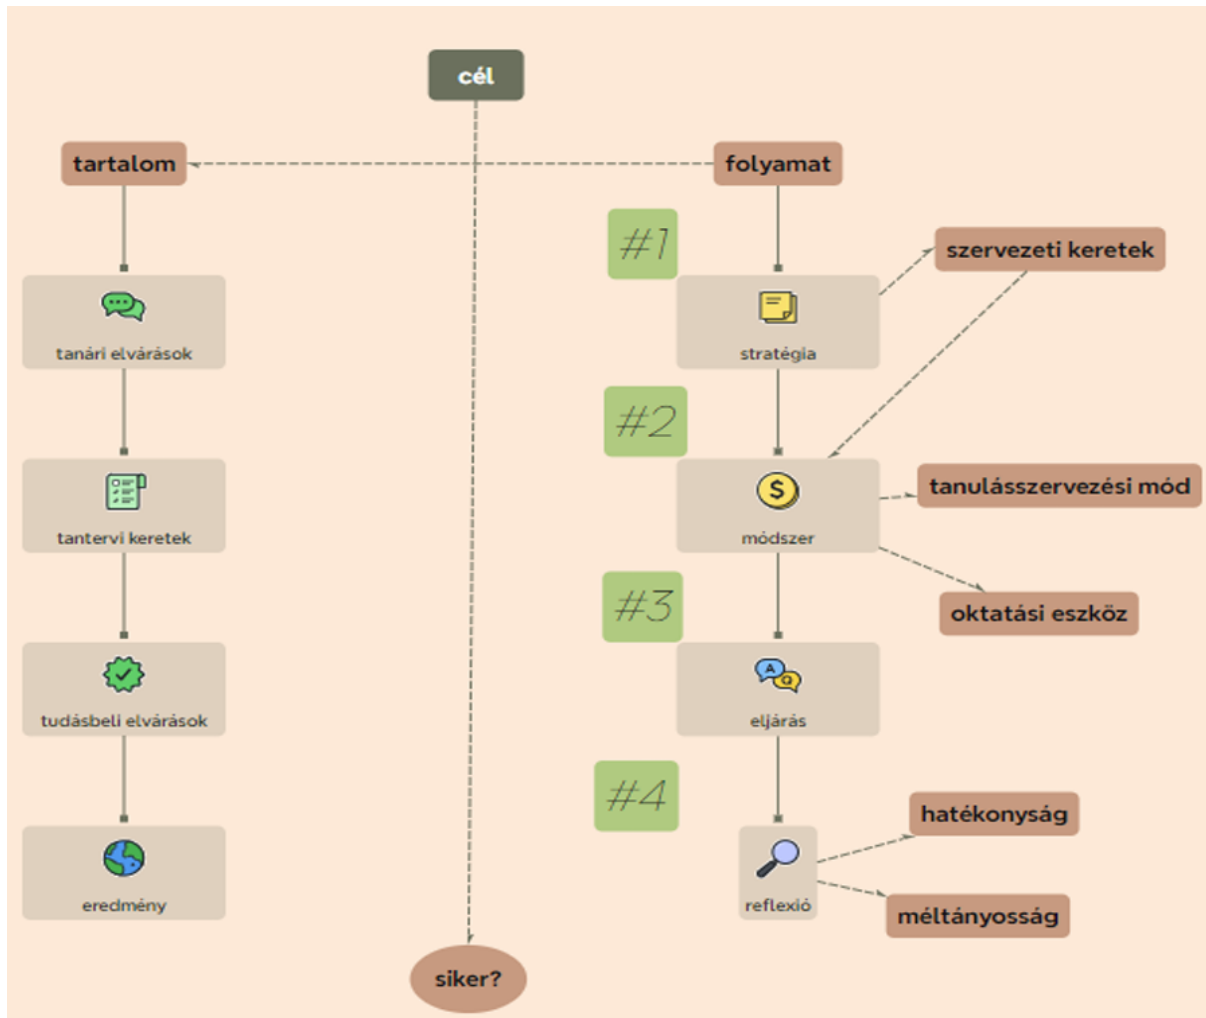 cél
tartalom
folyamat
#1
szervezeti keretek
tanári elvárások
stratégia
#2
tanulásszervezési mód
tantervi keretek
$
módszer
#3
oktatási eszköz
A
Q
tudásbeli elvárások
eljárás
#4
hatékonyság
eredmény
reflexió
méltányosság
siker?